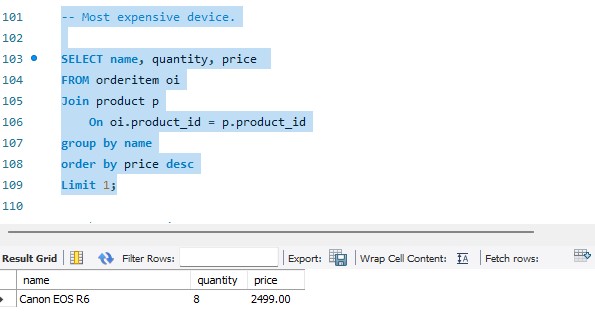 101 -- Most expensive device.
102
103 SELECT name, quantity, price
104 FROM orderitem oi
105 Join product p
106 On oi.product_id = p.product_id
107 group by name
108 order by price desc
109 Limit 1;
110
Result Grid Filter Rows: Export: Wrap Cell Content: Fetch rows:
name quantity price
Canon EOS R6 8 2499.00